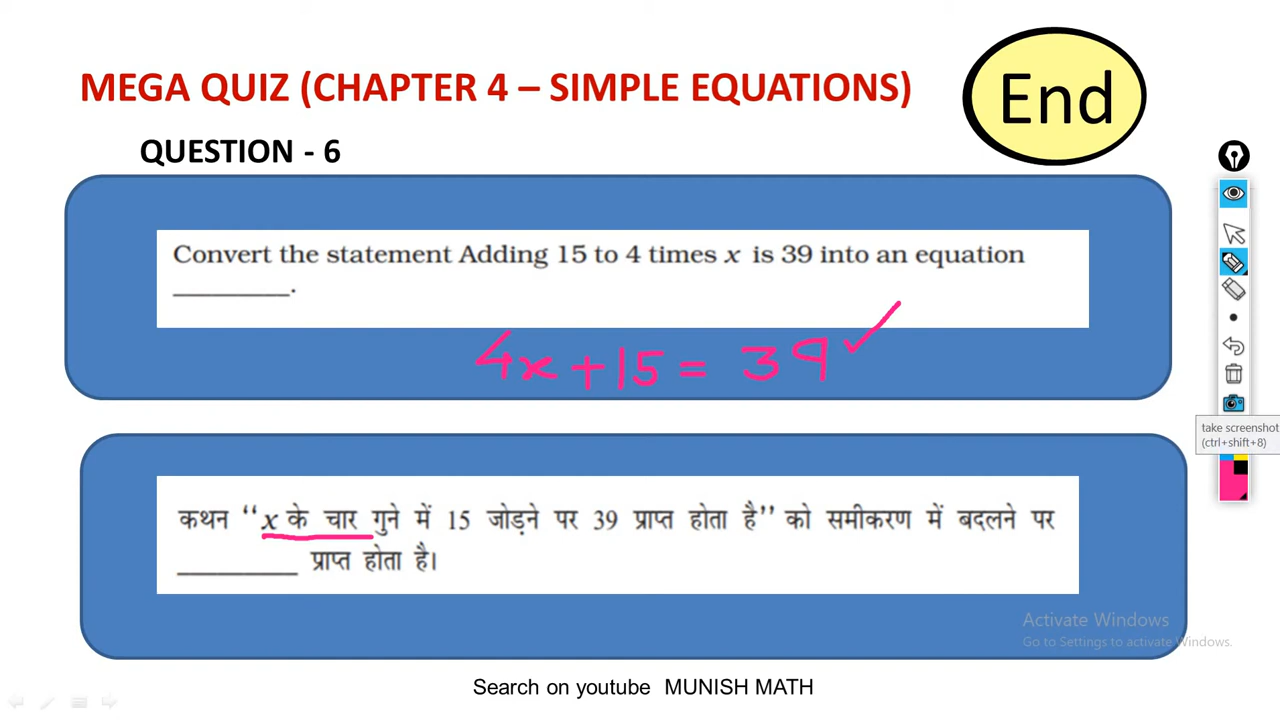 MEGA QUIZ (CHAPTER 4 – SIMPLE EQUATIONS)
End
QUESTION - 6
Convert the statement Adding 15 to 4 times x is 39 into an equation
_________.
4x+15 = 39 ✓
कथन ‘‘x के चार गुने में 15 जोड़ने पर 39 प्राप्त होता है’’ को समीकरण में बदलने पर
_________ प्राप्त होता है।
take screenshot
(ctrl+shift+8)
Activate Windows
Go to Settings to activate Windows.
Search on youtube MUNISH MATH